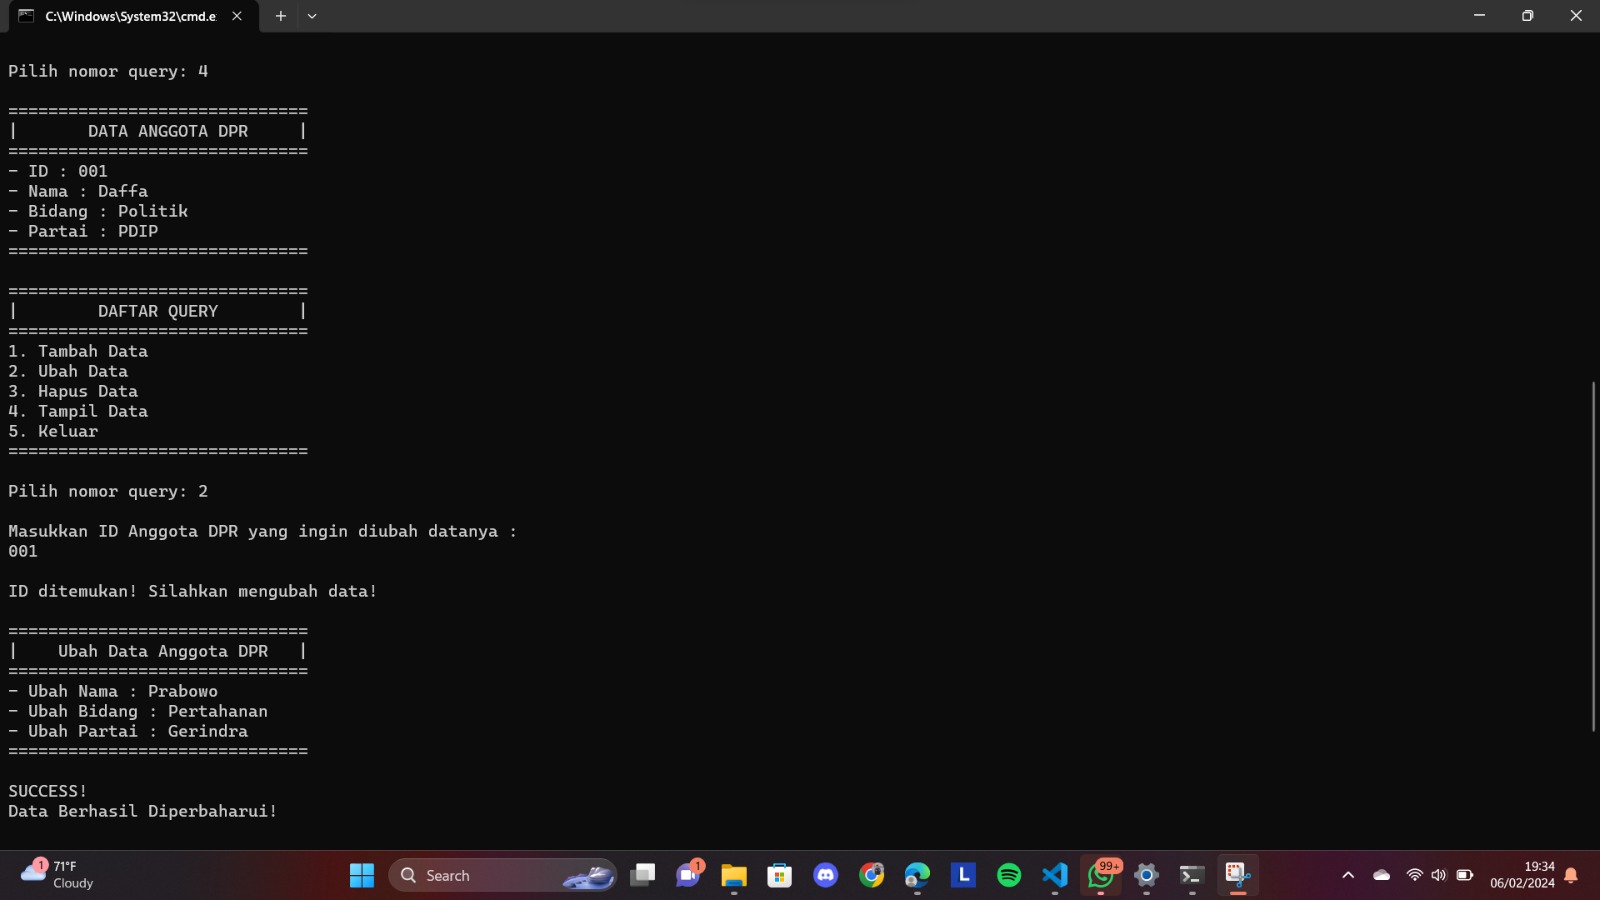 C:\Windows\System32\cmd.e
Pilih nomor query: 4
==============================
|       DATA ANGGOTA DPR     |
==============================
- ID : 001
- Nama : Daffa
- Bidang : Politik
- Partai : PDIP
==============================
==============================
|        DAFTAR QUERY        |
==============================
1. Tambah Data
2. Ubah Data
3. Hapus Data
4. Tampil Data
5. Keluar
==============================
Pilih nomor query: 2
Masukkan ID Anggota DPR yang ingin diubah datanya :
001
ID ditemukan! Silahkan mengubah data!
==============================
|    Ubah Data Anggota DPR   |
==============================
- Ubah Nama : Prabowo
- Ubah Bidang : Pertahanan
- Ubah Partai : Gerindra
==============================
SUCCESS!
Data Berhasil Diperbaharui!
1
71°F
Cloudy
Search
1
L
99+
19:34
06/02/2024